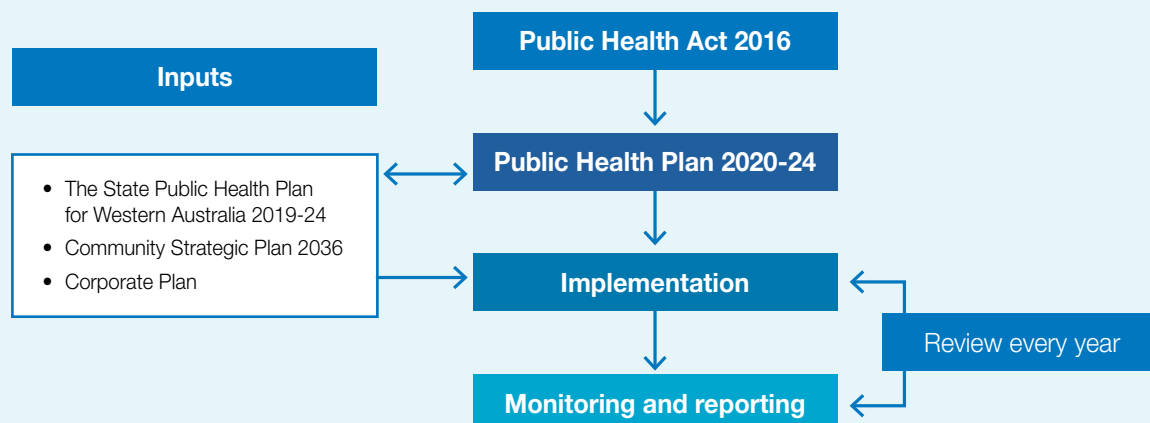 Public Health Act 2016
Inputs
Public Health Plan 2020-24
• The State Public Health Plan
for Western Australia 2019-24
• Community Strategic Plan 2036
• Corporate Plan
Implementation
Review every year
Monitoring and reporting